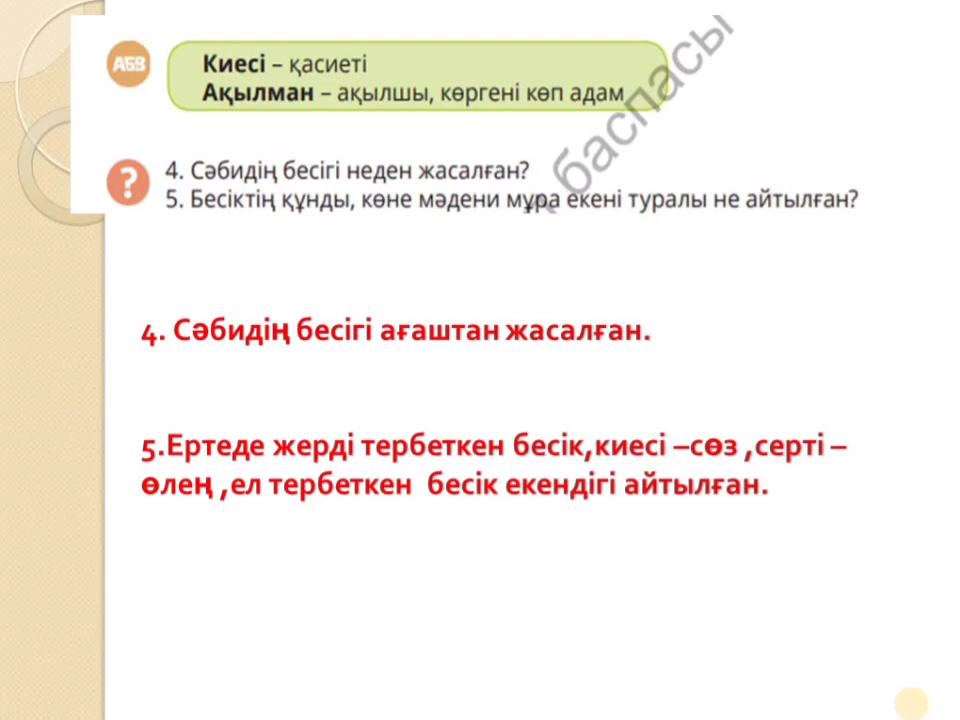 АБВ
Киесі – қасиеті
Ақылман – ақылшы, көргені көп адам
баспасы
?
4. Сәбидің бесігі неден жасалған?
5. Бесіктің құнды, көне мәдени мұра екені туралы не айтылған?
4. Сәбидің бесігі ағаштан жасалған.
5.Ертеде жерді тербеткен бесік,киесі –сөз ,серті –
өлең ,ел тербеткен бесік екендігі айтылған.